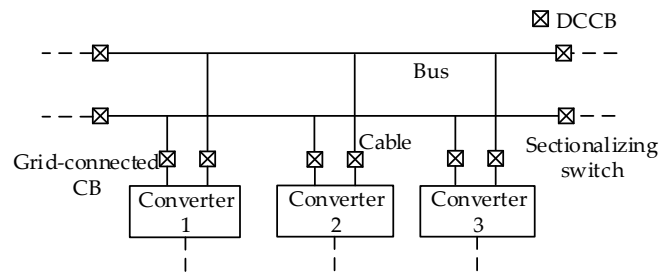 DCCB
Bus
Cable
Grid-connected
CB
Sectionalizing
switch
Converter
1
Converter
2
Converter
3